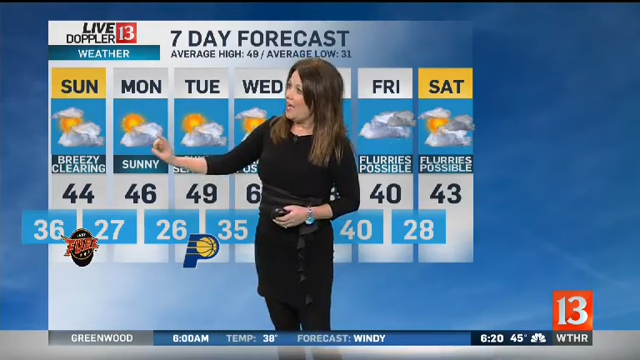 LIVE
DOPPLER 13
WEATHER
7 DAY FORECAST
AVERAGE HIGH: 49 / AVERAGE LOW: 31
SUN MON TUE WED FRI SAT
BREEZY CLEARING
SUNNY
FLURRIES POSSIBLE
FLURRIES POSSIBLE
44 46 49 40 43
36 27 26 35 40 28
FUEL
13
GREENWOOD 6:00AM TEMP: 38° FORECAST: WINDY 6:20 45° WTHR